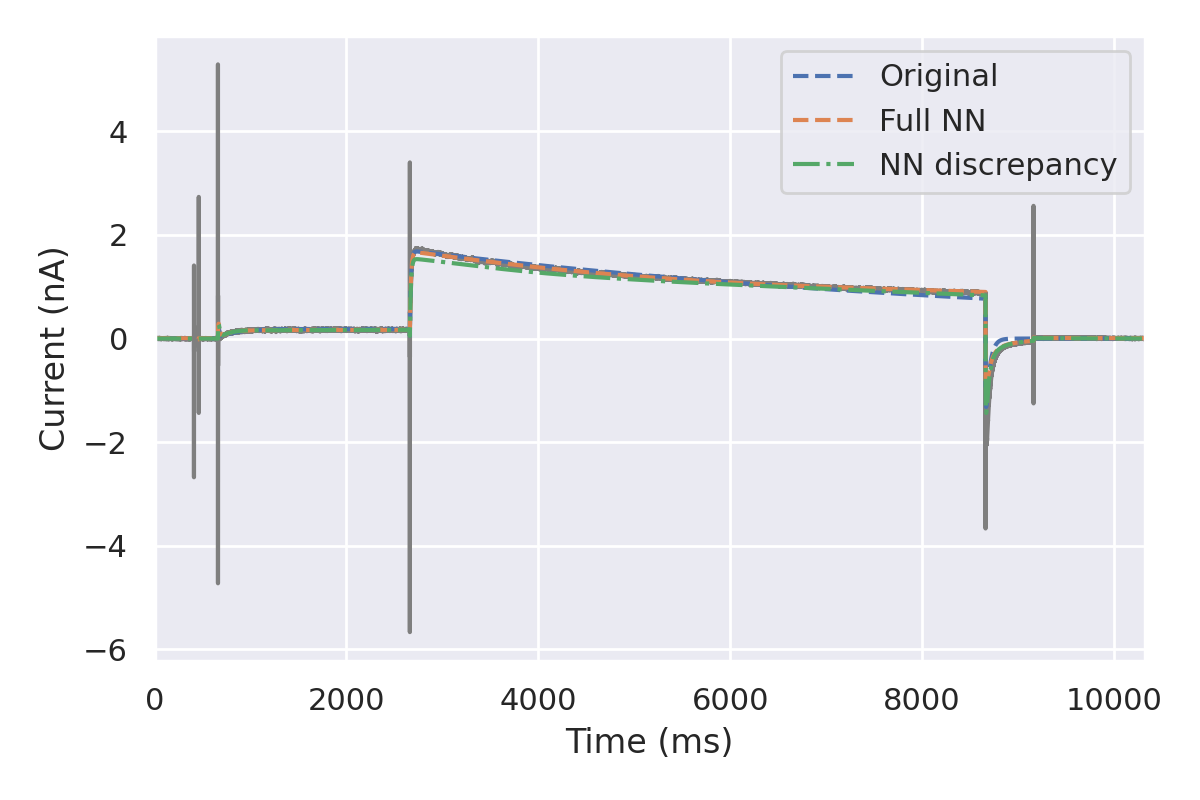 Original
Full NN
NN discrepancy
4
2
0
−2
−4
−6
Current (nA)
0 2000 4000 6000 8000 10000
Time (ms)